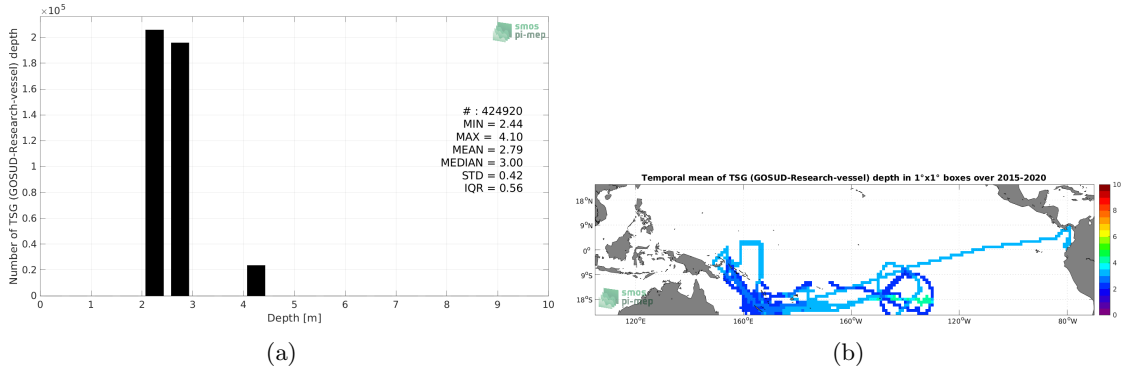 ×10⁵
2
1.8
1.6
1.4
1.2
1
0.8
0.6
0.4
0.2
0
Number of TSG (GOSUD-Research-vessel) depth
smos
pi-mep
# : 424920
MIN = 2.44
MAX = 4.10
MEAN = 2.79
MEDIAN = 3.00
STD = 0.42
IQR = 0.56
0 1 2 3 4 5 6 7 8 9 10
Depth [m]
(a)
Temporal mean of TSG (GOSUD-Research-vessel) depth in 1°x1° boxes over 2015-2020
18°N
9°N
0°
9°S
18°S
smos
pi-mep
120°E 160°E 160°W 120°W 80°W
10
8
6
4
2
0
(b)